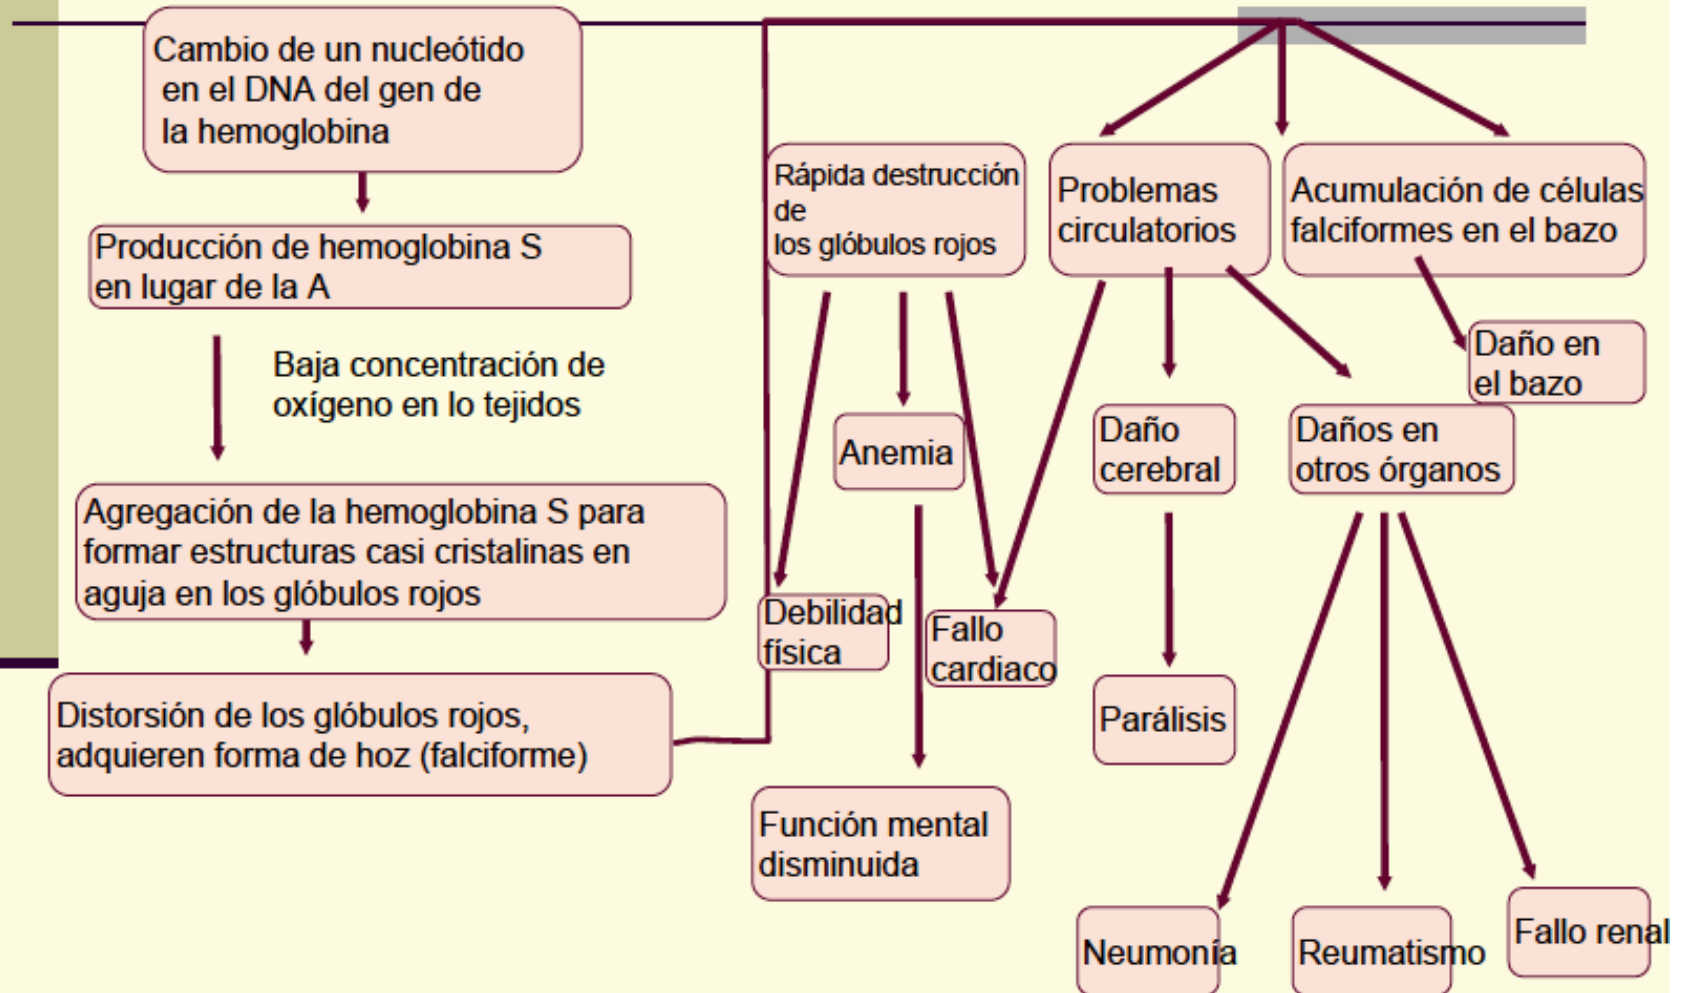 Cambio de un nucleótido
en el DNA del gen de
la hemoglobina
Producción de hemoglobina S
en lugar de la A
Baja concentración de
oxígeno en lo tejidos
Agregación de la hemoglobina S para
formar estructuras casi cristalinas en
aguja en los glóbulos rojos
Distorsión de los glóbulos rojos,
adquieren forma de hoz (falciforme)
Rápida destrucción
de
los glóbulos rojos
Problemas
circulatorios
Acumulación de células
falciformes en el bazo
Daño en
el bazo
Anemia
Daño
cerebral
Daños en
otros órganos
Debilidad
física
Fallo
cardiaco
Parálisis
Función mental
disminuida
Neumonía
Reumatismo
Fallo renal